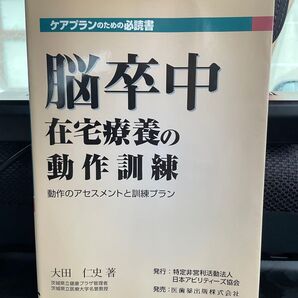 ケアプランのための必読書
脳卒中
在宅療養の
動作訓練
動作のアセスメントと訓練プラン
大田 仁史 著
茨城県立健康プラザ管理者
茨城県立医療大学名誉教授
発行：特定非営利活動法人
日本アビリティーズ協会
発売：医歯薬出版株式会社